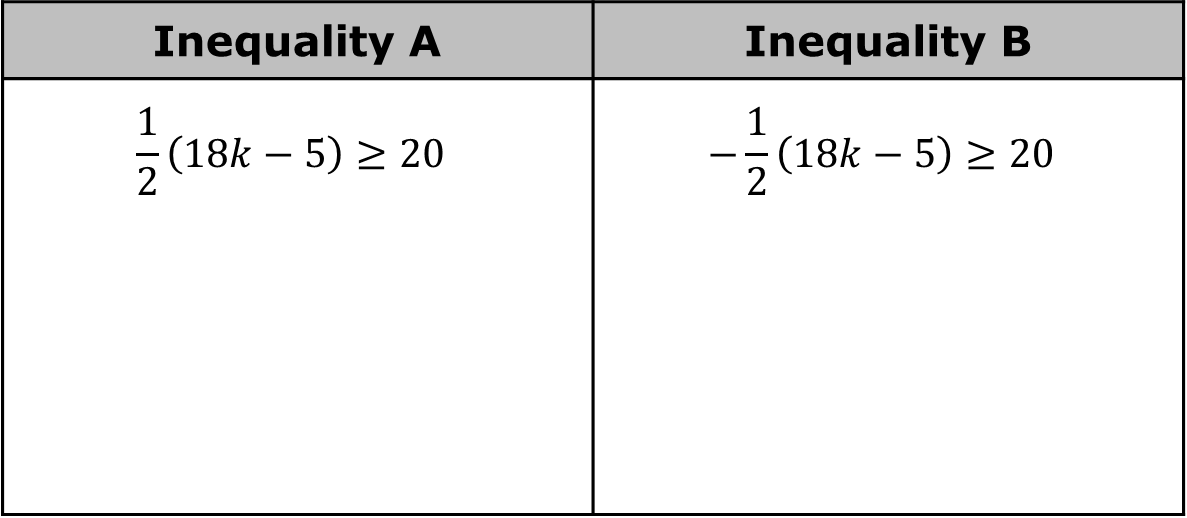 Inequality A
Inequality B
1/2(18k − 5) ≥ 20
−1/2(18k − 5) ≥ 20